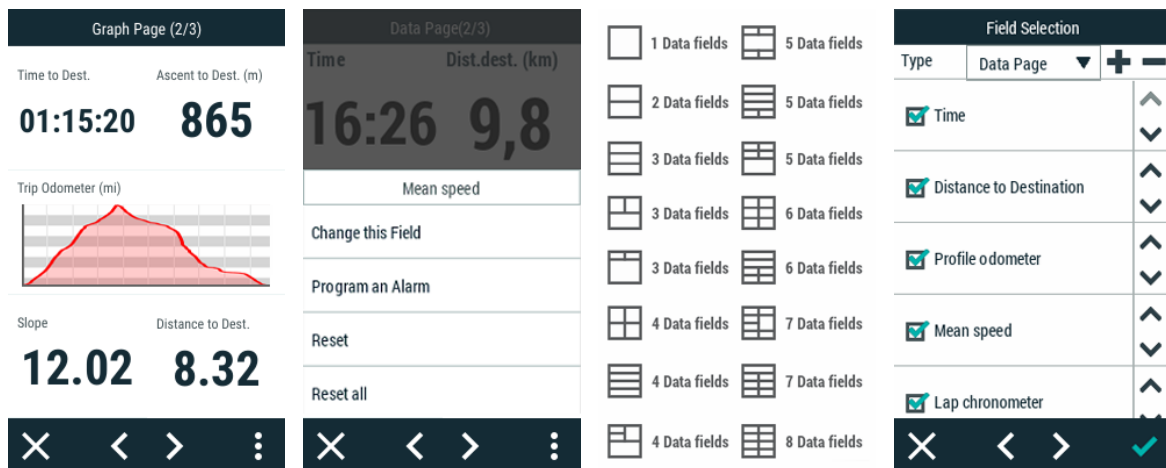 Graph Page (2/3)
Time to Dest. Ascent to Dest. (m)
01:15:20 865
Trip Odometer (mi)
Slope Distance to Dest.
12.02 8.32
Data Page(2/3)
Time Dist.dest. (km)
16:26 9,8
Mean speed
Change this Field
Program an Alarm
Reset
Reset all
1 Data fields 5 Data fields
2 Data fields 5 Data fields
3 Data fields 5 Data fields
3 Data fields 6 Data fields
3 Data fields 6 Data fields
4 Data fields 7 Data fields
4 Data fields 7 Data fields
4 Data fields 8 Data fields
Field Selection
Type Data Page
Time
Distance to Destination
Profile odometer
Mean speed
Lap chronometer